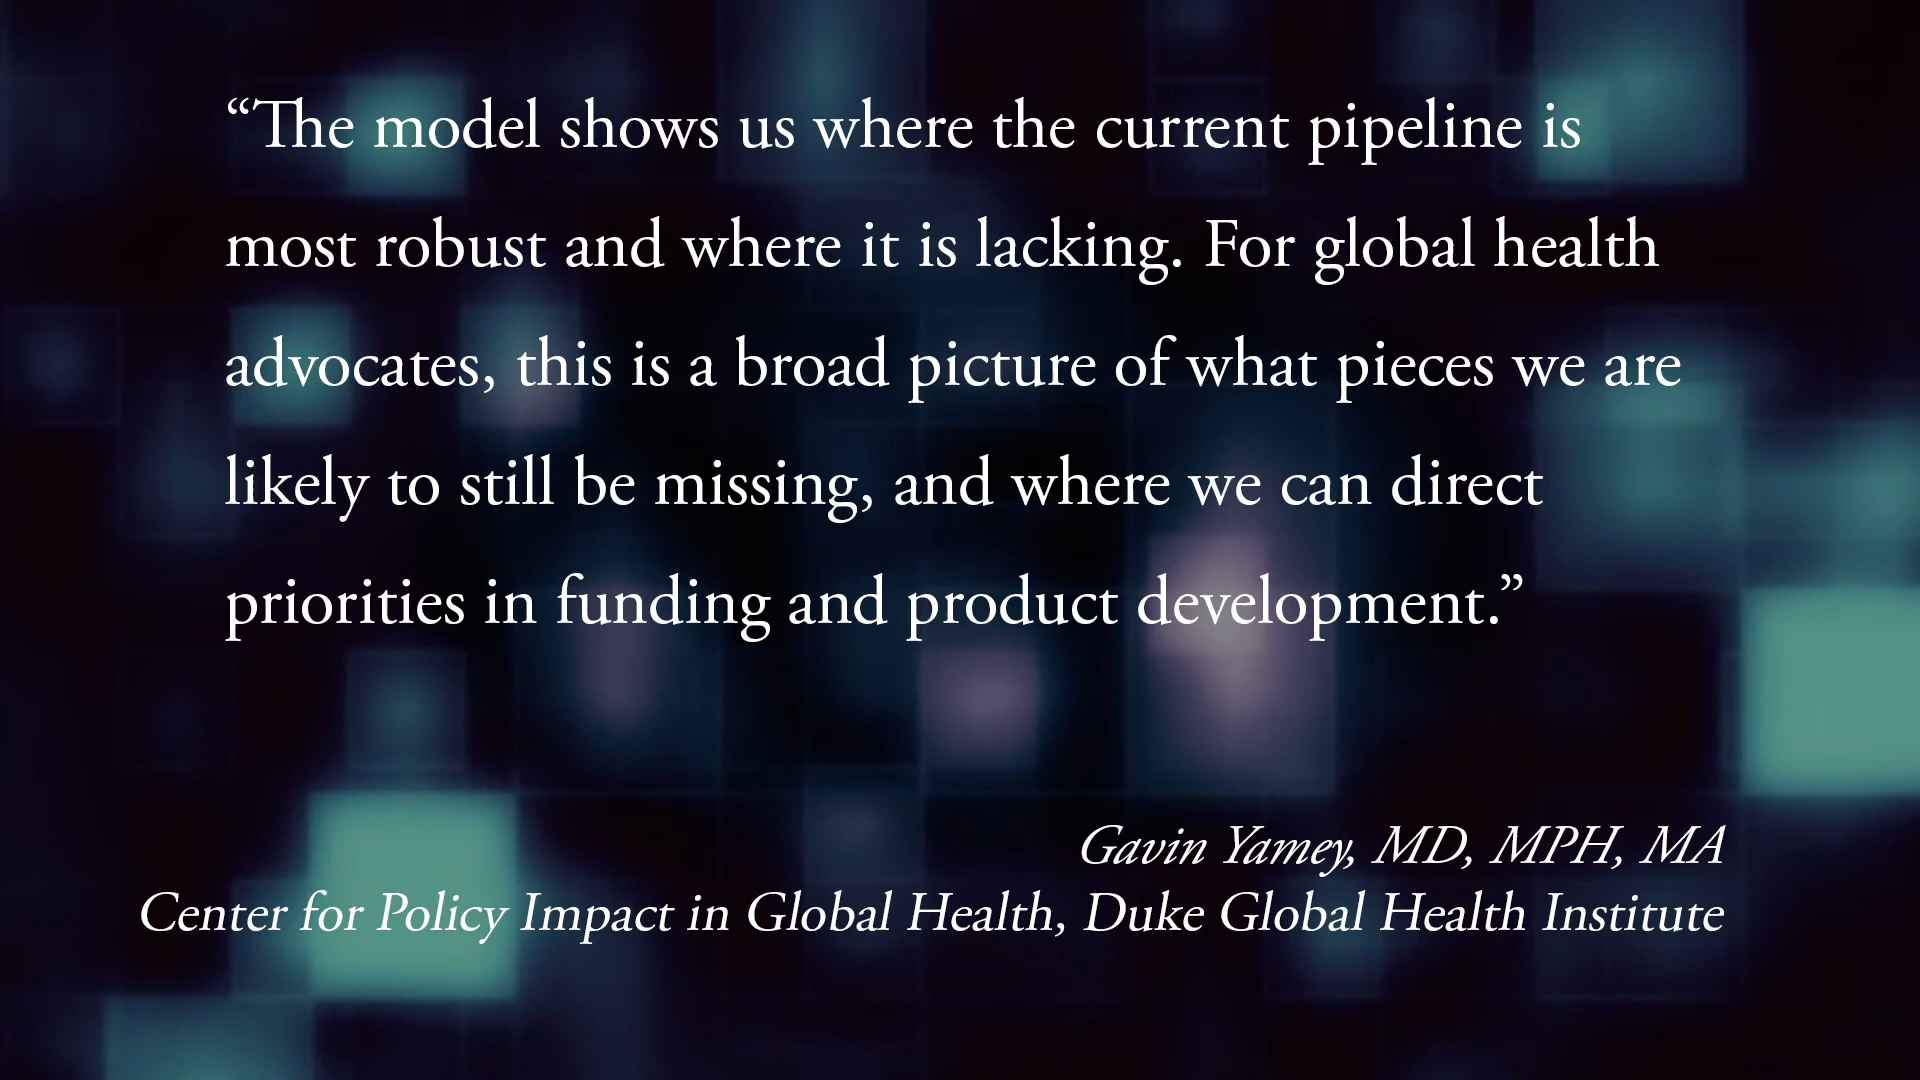 “The model shows us where the current pipeline is
most robust and where it is lacking. For global health
advocates, this is a broad picture of what pieces we are
likely to still be missing, and where we can direct
priorities in funding and product development.”
Gavin Yamey, MD, MPH, MA
Center for Policy Impact in Global Health, Duke Global Health Institute